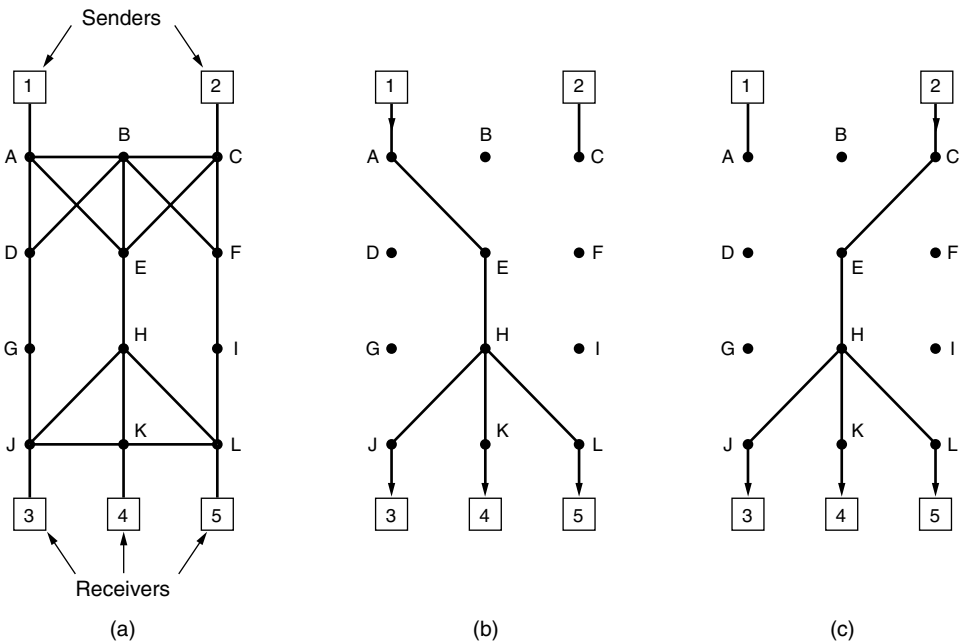 Senders
1 2
A B C
D E F
G H I
J K L
3 4 5
Receivers
(a)
1 2
A B C
D E F
G H I
J K L
3 4 5
(b)
1 2
A B C
D E F
G H I
J K L
3 4 5
(c)